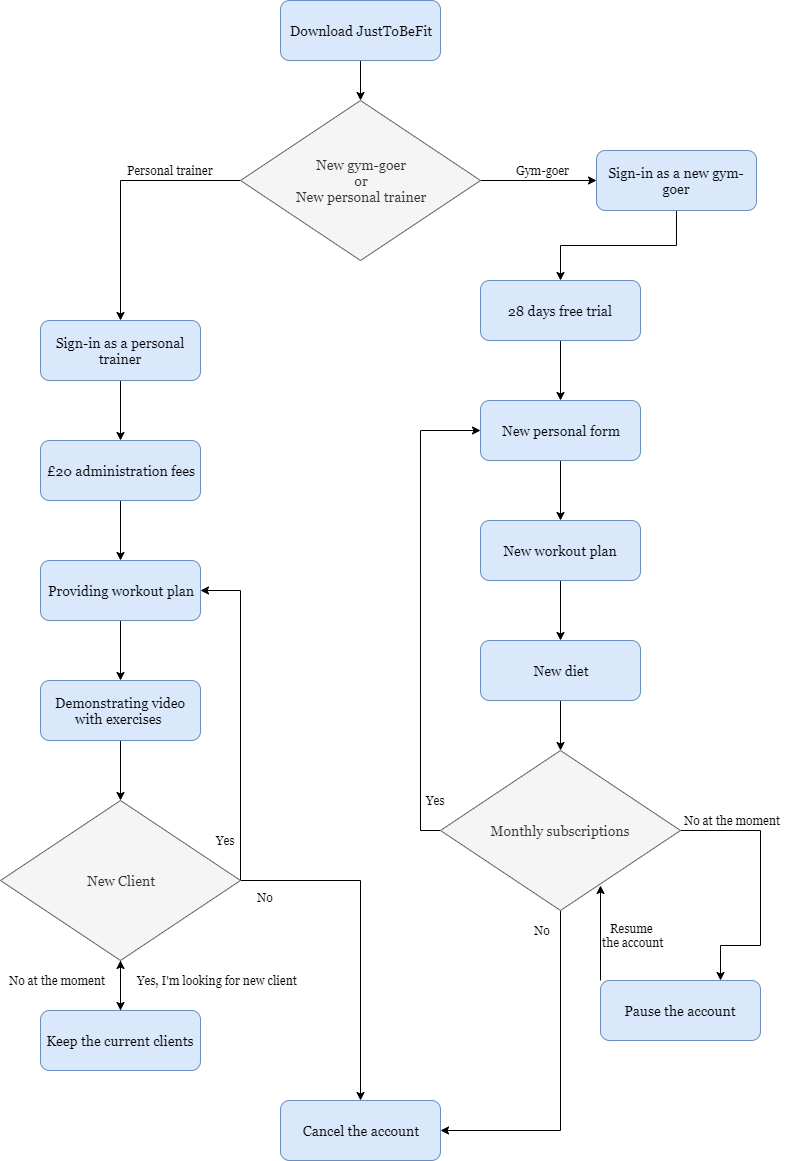 Download JustToBeFit
New gym-goer
or
New personal trainer
Personal trainer
Gym-goer
Sign-in as a new gym-
goer
28 days free trial
Sign-in as a personal
trainer
New personal form
£20 administration fees
New workout plan
Providing workout plan
New diet
Demonstrating video
with exercises
Yes
No at the moment
Monthly subscriptions
Yes
New Client
No
No
Resume
the account
No at the moment
Yes, I'm looking for new client
Pause the account
Keep the current clients
Cancel the account